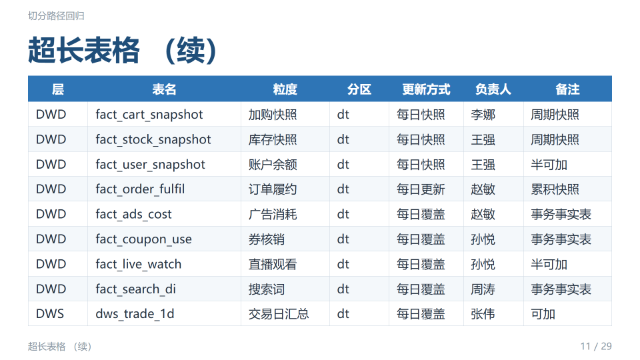 切分路径回归
超长表格 （续）
层 表名 粒度 分区 更新方式 负责人 备注
DWD fact_cart_snapshot 加购快照 dt 每日快照 李娜 周期快照
DWD fact_stock_snapshot 库存快照 dt 每日快照 王强 周期快照
DWD fact_user_snapshot 账户余额 dt 每日快照 王强 半可加
DWD fact_order_fulfil 订单履约 dt 每日更新 赵敏 累积快照
DWD fact_ads_cost 广告消耗 dt 每日覆盖 赵敏 事务事实表
DWD fact_coupon_use 券核销 dt 每日覆盖 孙悦 事务事实表
DWD fact_live_watch 直播观看 dt 每日覆盖 孙悦 半可加
DWD fact_search_di 搜索词 dt 每日覆盖 周涛 事务事实表
DWS dws_trade_1d 交易日汇总 dt 每日覆盖 张伟 可加
超长表格 （续）
11 / 29